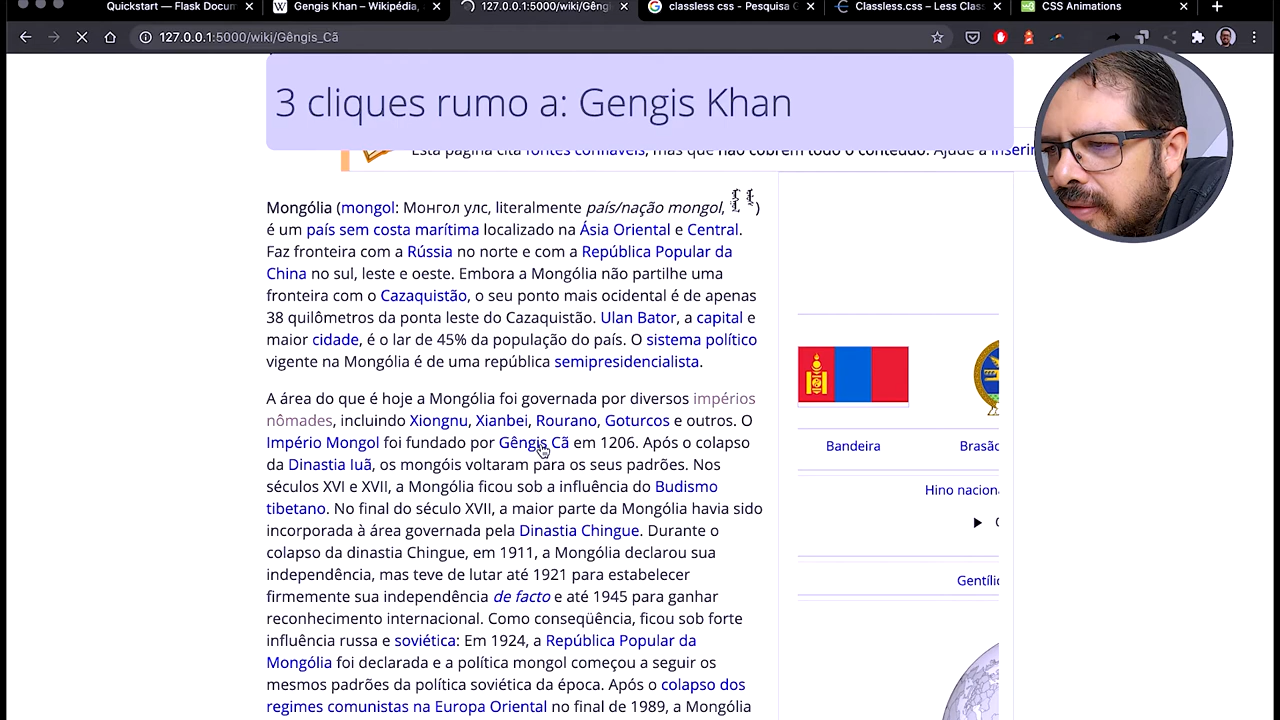 Quickstart — Flask Docum
Gengis Khan – Wikipédia, a
127.0.0.1:5000/wiki/Gêngi
classless css - Pesquisa G
Classless.css – Less Class
CSS Animations
127.0.0.1:5000/wiki/Gêngis_Cã
3 cliques rumo a: Gengis Khan
Esta página cita fontes confiáveis, mas que não cobrem todo o conteúdo. Ajude a inserir
Mongólia (mongol: Монгол улс, literalmente país/nação mongol, )
é um país sem costa marítima localizado na Ásia Oriental e Central.
Faz fronteira com a Rússia no norte e com a República Popular da
China no sul, leste e oeste. Embora a Mongólia não partilhe uma
fronteira com o Cazaquistão, o seu ponto mais ocidental é de apenas
38 quilômetros da ponta leste do Cazaquistão. Ulan Bator, a capital e
maior cidade, é o lar de 45% da população do país. O sistema político
vigente na Mongólia é de uma república semipresidencialista.
A área do que é hoje a Mongólia foi governada por diversos impérios
nômades, incluindo Xiongnu, Xianbei, Rourano, Goturcos e outros. O
Império Mongol foi fundado por Gêngis Cã em 1206. Após o colapso
da Dinastia Iuã, os mongóis voltaram para os seus padrões. Nos
séculos XVI e XVII, a Mongólia ficou sob a influência do Budismo
tibetano. No final do século XVII, a maior parte da Mongólia havia sido
incorporada à área governada pela Dinastia Chingue. Durante o
colapso da dinastia Chingue, em 1911, a Mongólia declarou sua
independência, mas teve de lutar até 1921 para estabelecer
firmemente sua independência de facto e até 1945 para ganhar
reconhecimento internacional. Como conseqüência, ficou sob forte
influência russa e soviética: Em 1924, a República Popular da
Mongólia foi declarada e a política mongol começou a seguir os
mesmos padrões da política soviética da época. Após o colapso dos
regimes comunistas na Europa Oriental no final de 1989, a Mongólia
Bandeira
Brasão
Hino nacion
Gentílic